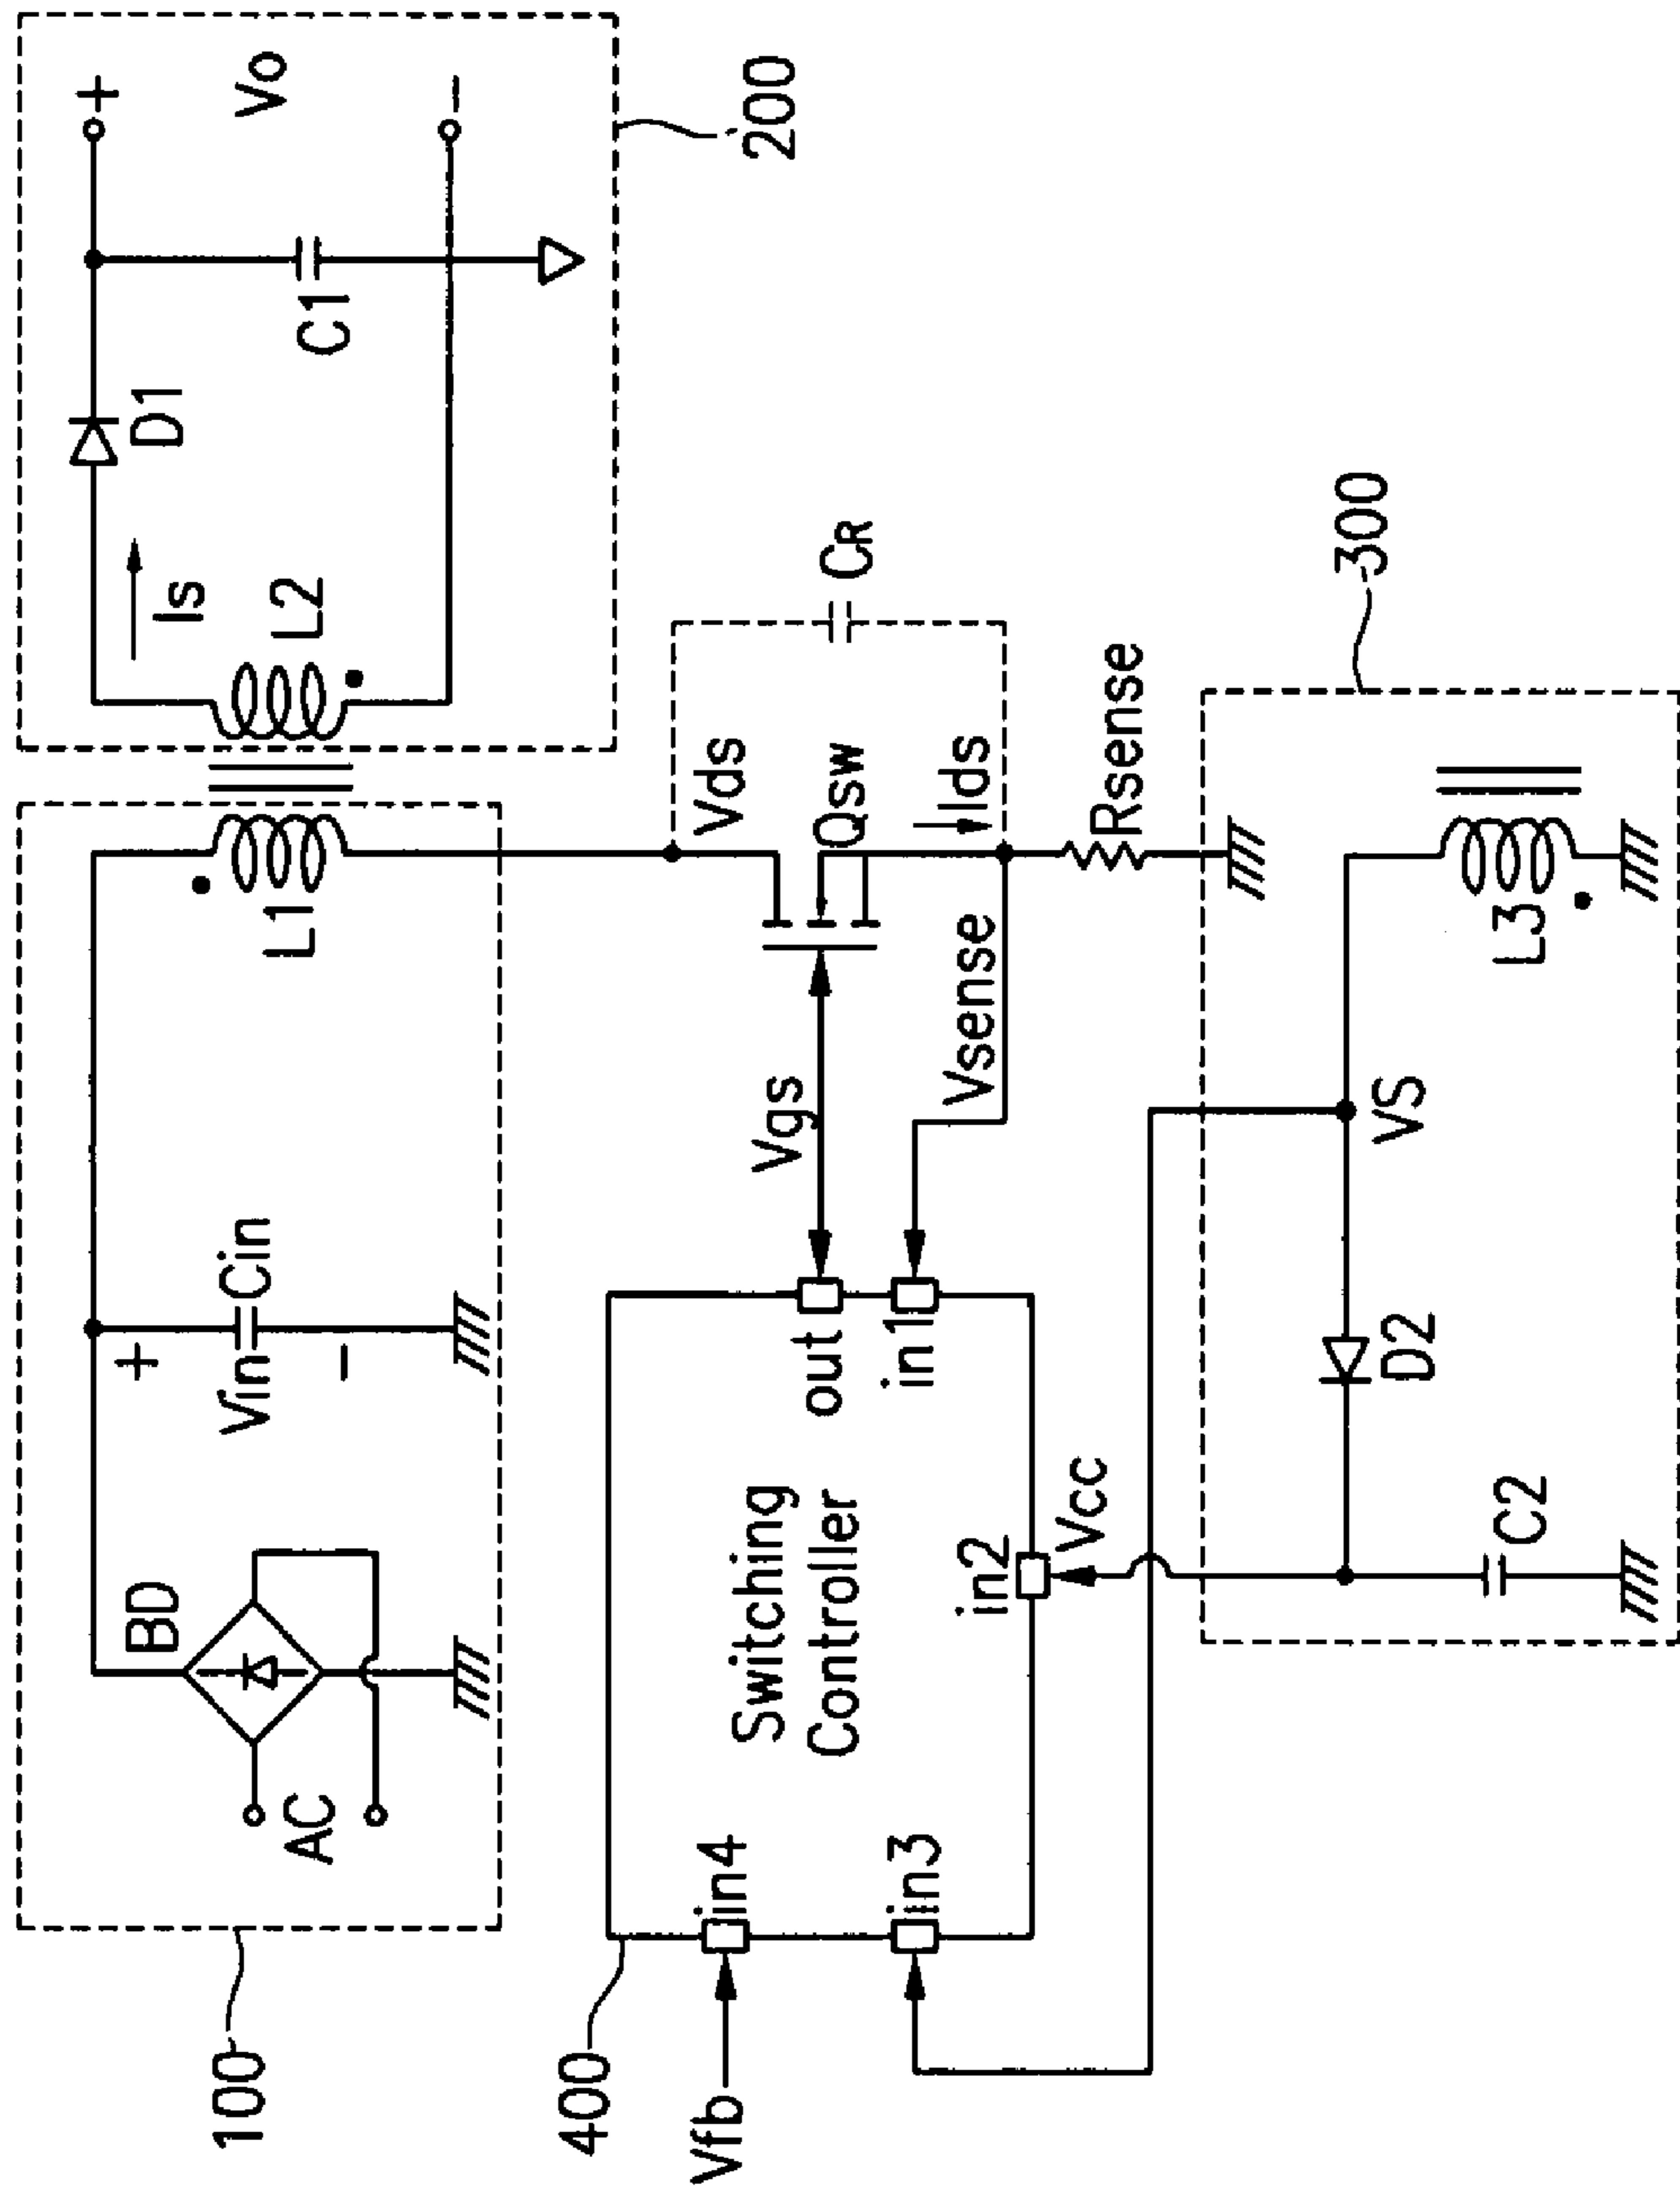 100
AC
BD
+
Vin
Cin
−
L1
Is
L2
D1
C1
+
Vo
−
200
400
Vfb
in4
in3
Switching
Controller
out
in1
in2
Vcc
Vgs
Vsense
Vds
Qsw
Ids
CR
Rsense
300
C2
D2
VS
L3